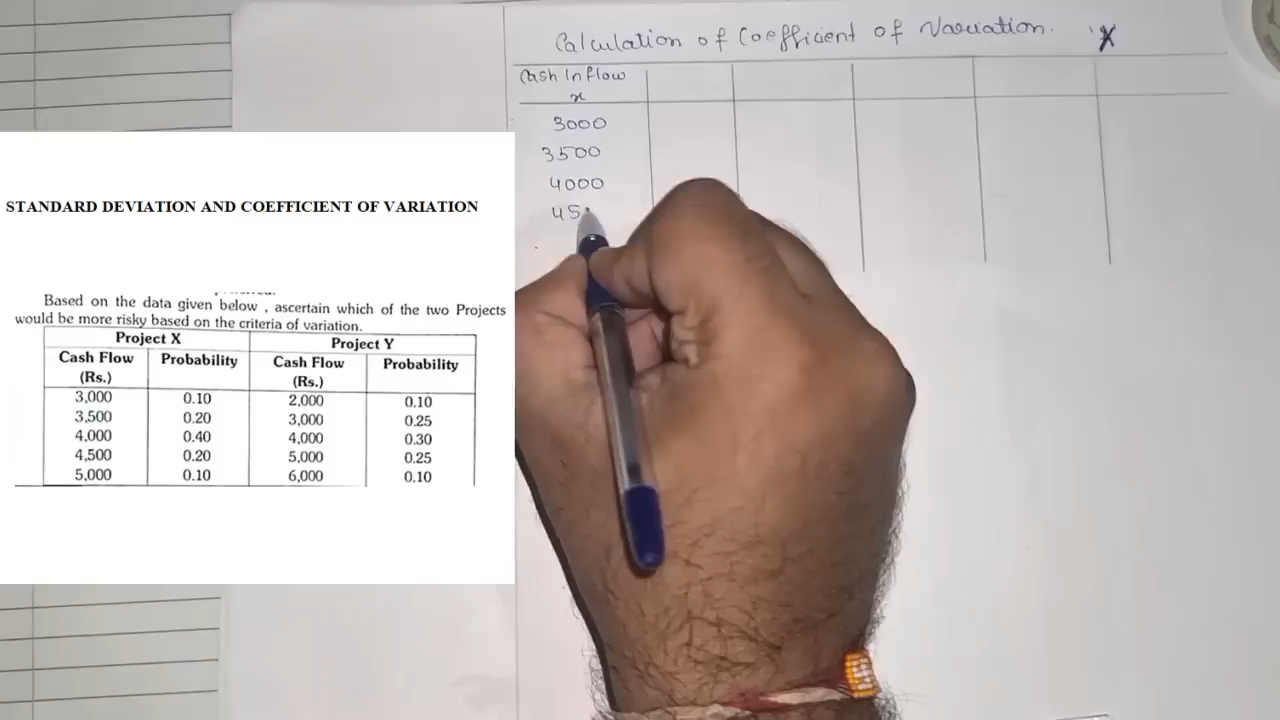 Calculation of Coefficient of Variation. 'X'
Cash Inflow
x
3000
3500
4000
45
STANDARD DEVIATION AND COEFFICIENT OF VARIATION
Based on the data given below , ascertain which of the two Projects
would be more risky based on the criteria of variation.
Project X Project Y
Cash Flow (Rs.) Probability Cash Flow (Rs.) Probability
3,000 0.10 2,000 0.10
3,500 0.20 3,000 0.25
4,000 0.40 4,000 0.30
4,500 0.20 5,000 0.25
5,000 0.10 6,000 0.10